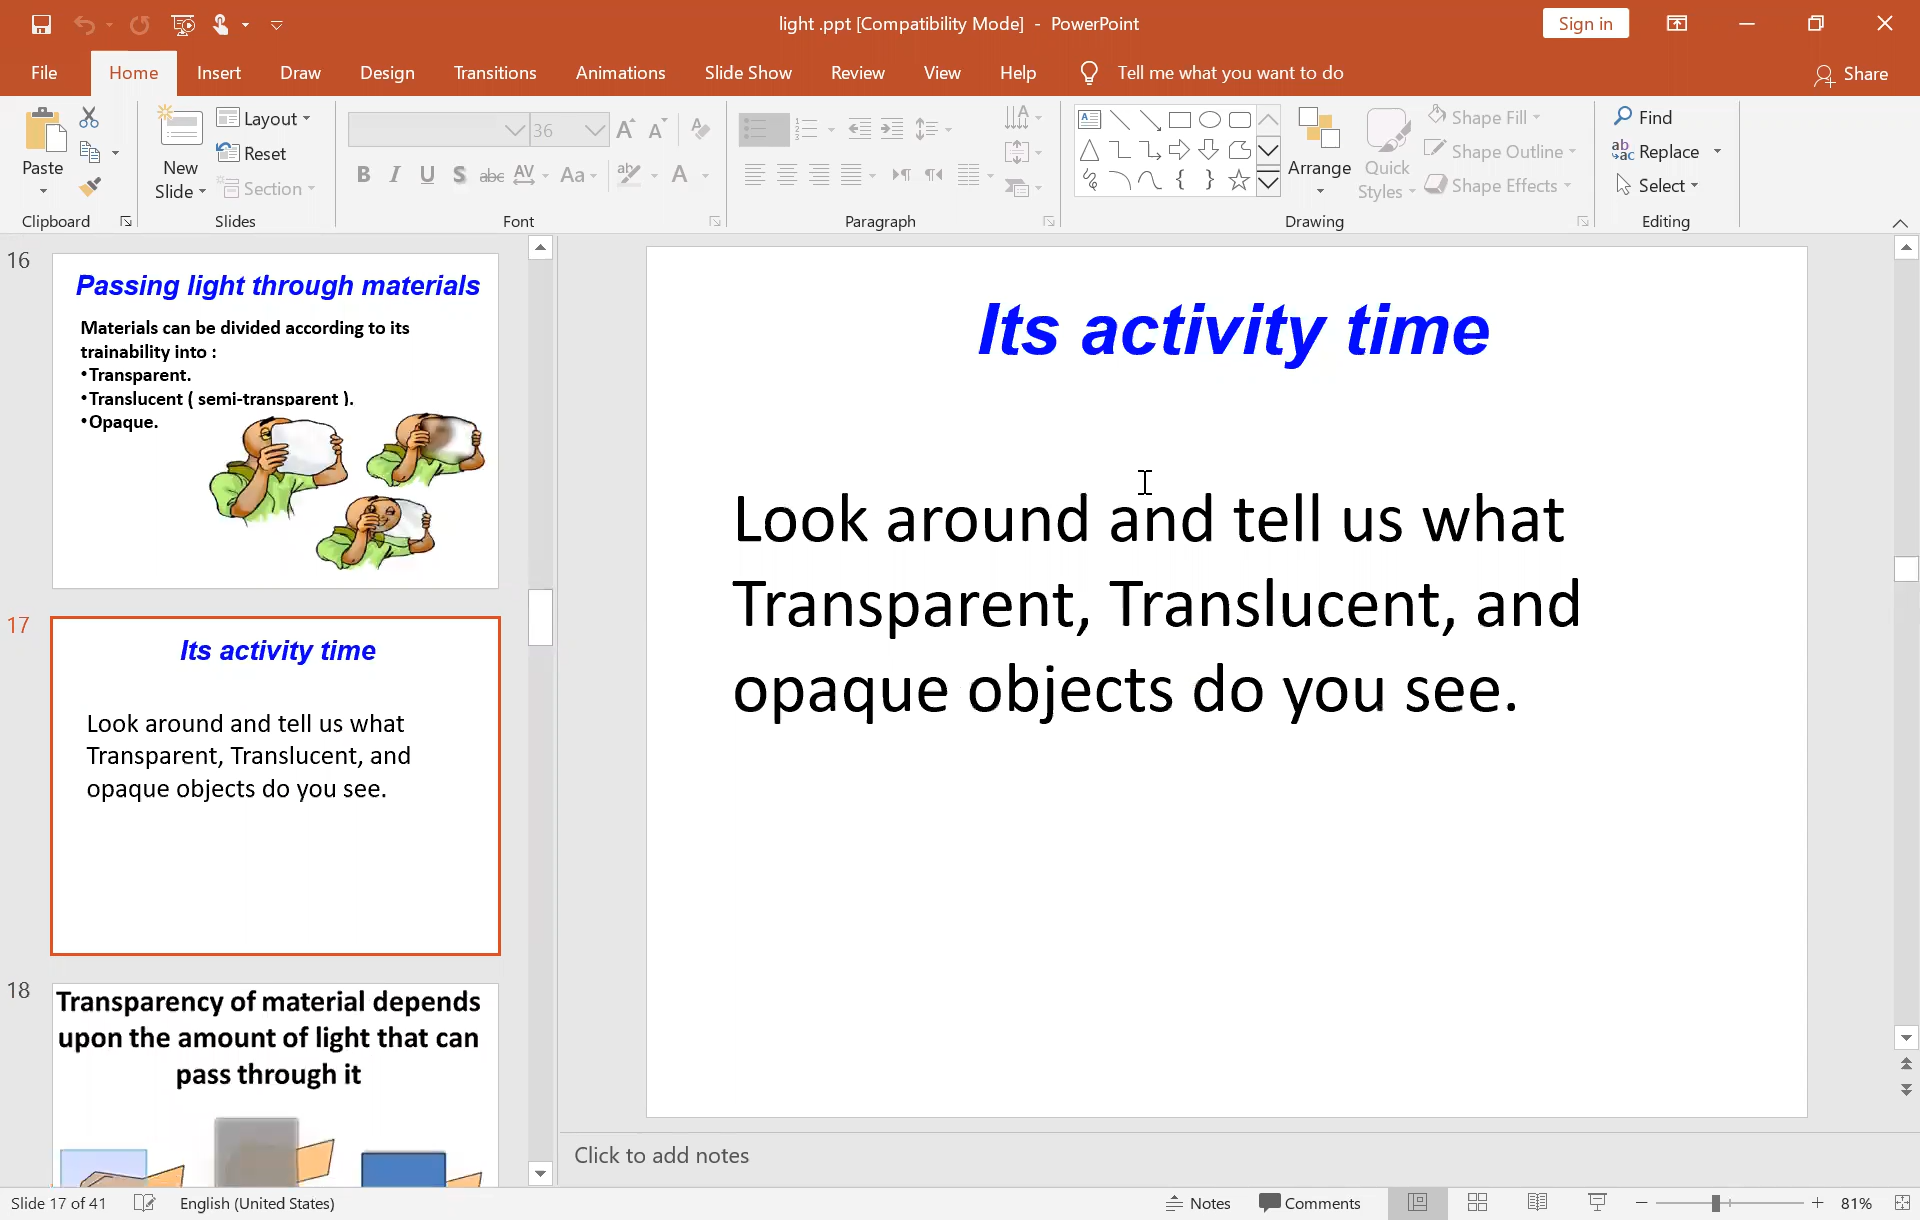 light .ppt [Compatibility Mode] - PowerPoint
Sign in
File
Home
Insert
Draw
Design
Transitions
Animations
Slide Show
Review
View
Help
Tell me what you want to do
Share
Paste
New
Slide
Layout
Reset
Section
36
B I U S abc AV Aa A
Arrange
Quick
Styles
Shape Fill
Shape Outline
Shape Effects
Find
Replace
Select
Clipboard
Slides
Font
Paragraph
Drawing
Editing
16
Passing light through materials
Materials can be divided according to its
trainability into :
•Transparent.
•Translucent ( semi-transparent ).
•Opaque.
17
Its activity time
Look around and tell us what
Transparent, Translucent, and
opaque objects do you see.
18
Transparency of material depends
upon the amount of light that can
pass through it
Its activity time
Look around and tell us what
Transparent, Translucent, and
opaque objects do you see.
Click to add notes
Slide 17 of 41
English (United States)
Notes
Comments
81%